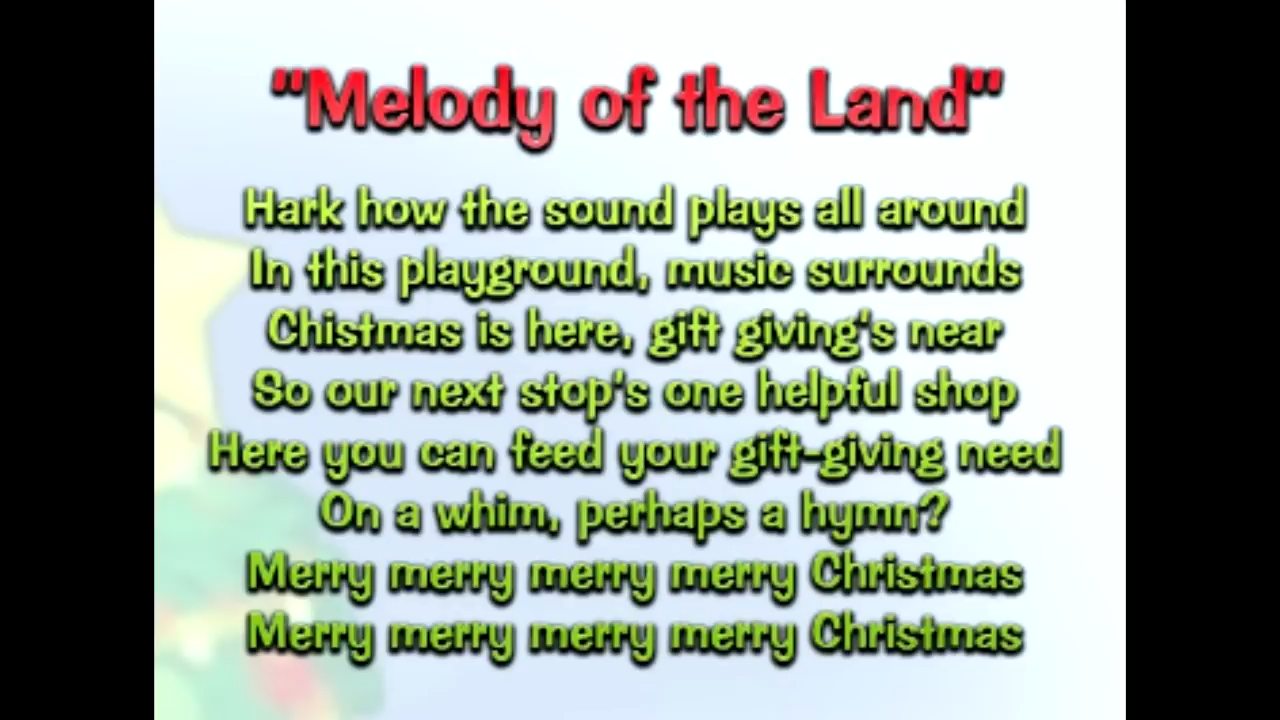 "Melody of the Land"
Hark how the sound plays all around
In this playground, music surrounds
Chistmas is here, gift giving's near
So our next stop's one helpful shop
Here you can feed your gift-giving need
On a whim, perhaps a hymn?
Merry merry merry merry Christmas
Merry merry merry merry Christmas